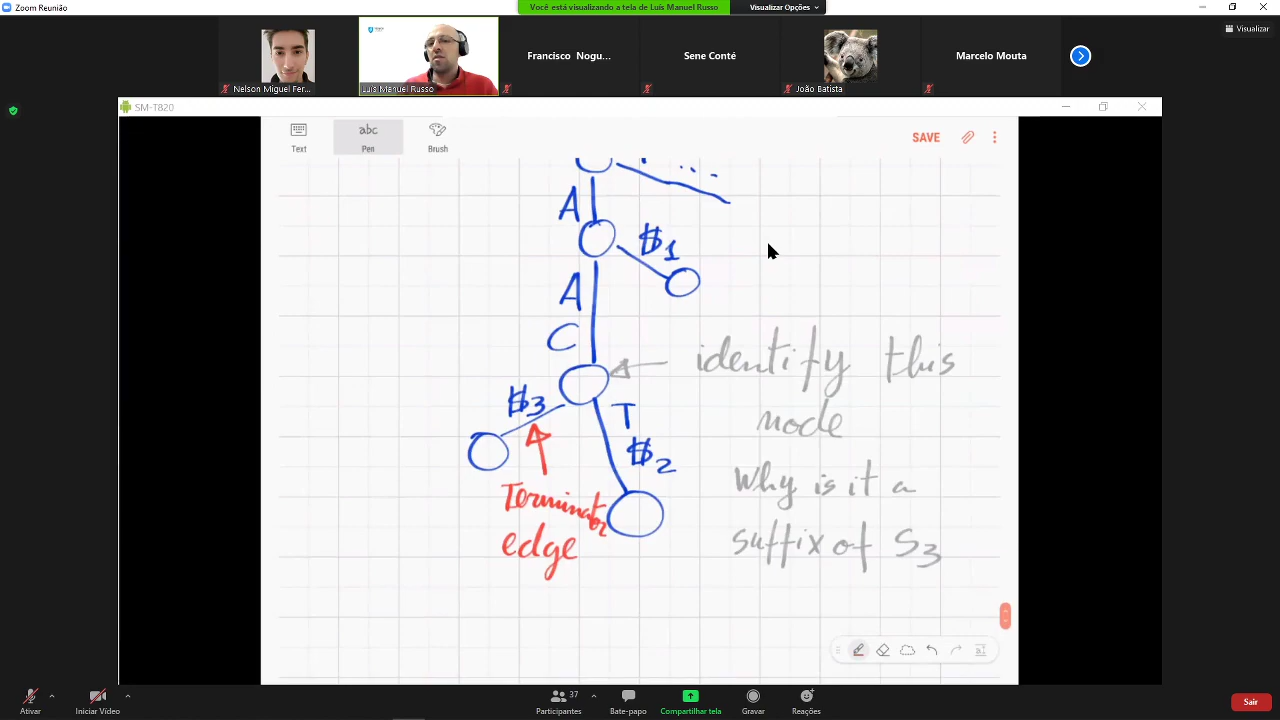 Zoom Reunião
Você está visualizando a tela de Luís Manuel Russo
Visualizar Opções
Visualizar
Nelson Miguel Fer...
Luís Manuel Russo
Francisco Nogu...
Sene Conté
João Batista
Marcelo Mouta
SM-T820
Text
abc
Pen
Brush
SAVE
...
A
$1
A
C
identify this
node
$3
T
$2
Why is it a
suffix of S3
Terminator
edge
Ativar
Iniciar Vídeo
37
Participantes
Bate-papo
Compartilhar tela
Gravar
Reações
Sair